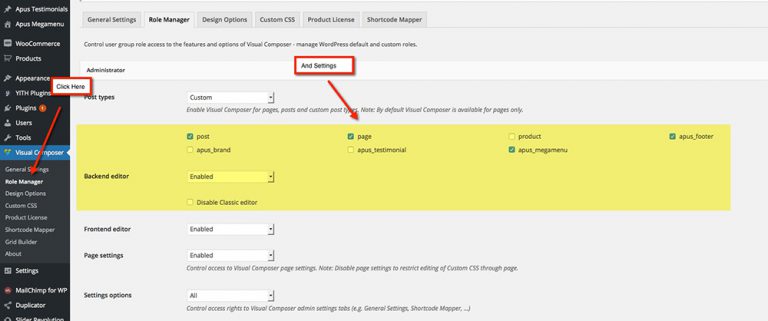 Apus Testimonials
Apus Megamenu
WooCommerce
Products
Appearance
Click Here
YITH Plugins
Plugins 1
Users
Tools
Visual Composer
General Settings
Role Manager
Design Options
Custom CSS
Product License
Shortcode Mapper
Grid Builder
About
Settings
MailChimp for WP
Duplicator
Slider Revolution
General Settings Role Manager Design Options Custom CSS Product License Shortcode Mapper
Control user group role access to the features and options of Visual Composer - manage WordPress default and custom roles.
And Settings
Administrator
Post types Custom
Enable Visual Composer for pages, posts and custom post types. Note: By default Visual Composer is available for pages only.
post page product apus_footer
apus_brand apus_testimonial apus_megamenu
Backend editor Enabled
Disable Classic editor
Frontend editor Enabled
Page settings Enabled
Control access to Visual Composer page settings. Note: Disable page settings to restrict editing of Custom CSS through page.
Settings options All
Control access rights to Visual Composer admin settings tabs (e.g. General Settings, Shortcode Mapper, ...)